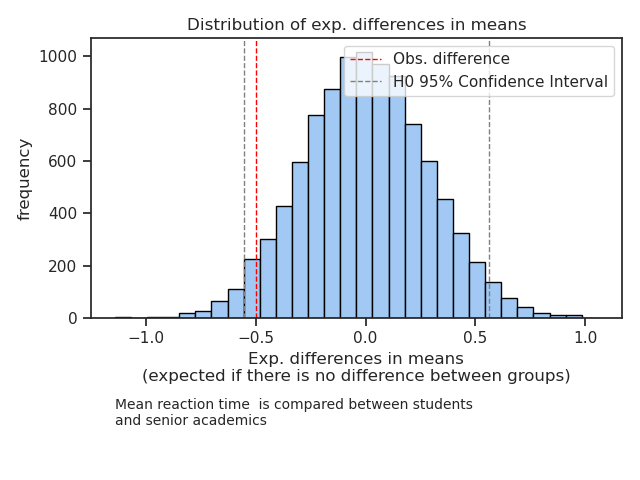 Distribution of exp. differences in means
Obs. difference
H0 95% Confidence Interval
frequency
1000
800
600
400
200
0
−1.0 −0.5 0.0 0.5 1.0
Exp. differences in means
(expected if there is no difference between groups)
Mean reaction time  is compared between students
and senior academics